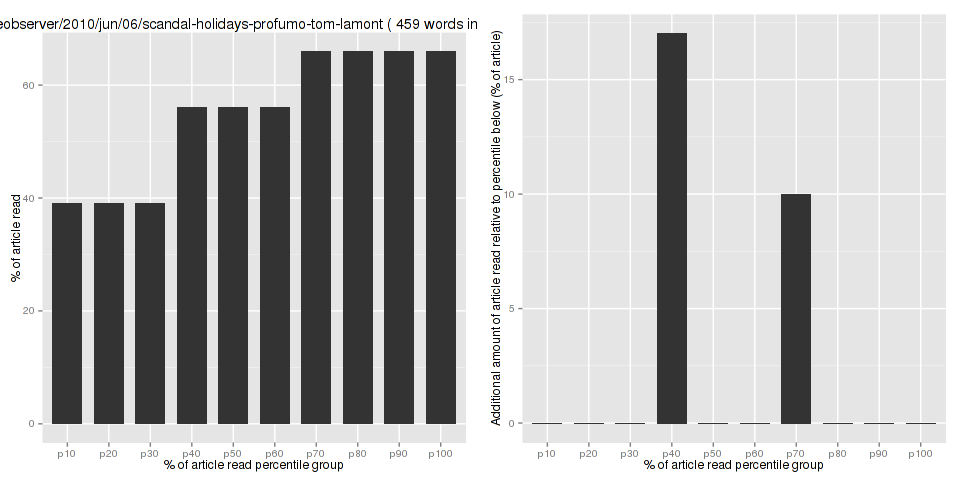 eobserver/2010/jun/06/scandal-holidays-profumo-tom-lamont ( 459 words in
% of article read
60
40
20
0
p10 p20 p30 p40 p50 p60 p70 p80 p90 p100
% of article read percentile group
Additional amount of article read relative to percentile below (% of article)
15
10
5
0
p10 p20 p30 p40 p50 p60 p70 p80 p90 p100
% of article read percentile group